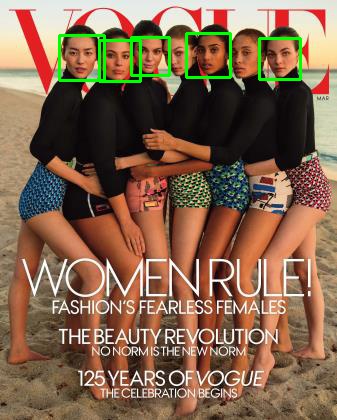 VOGUE
MAR
WOMEN RULE!
FASHION'S FEARLESS FEMALES
THE BEAUTY REVOLUTION
NO NORM IS THE NEW NORM
125 YEARS OF VOGUE
THE CELEBRATION BEGINS